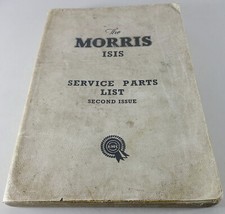 The
MORRIS
ISIS
SERVICE PARTS
LIST
SECOND ISSUE